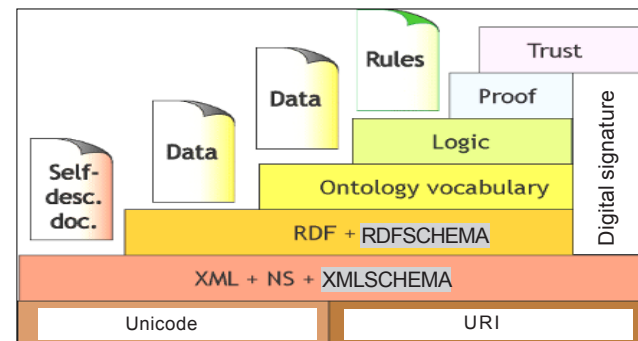 Trust
Rules
Proof
Data
Logic
Data
Self-
desc.
doc.
Ontology vocabulary
Digital signature
RDF + RDFSCHEMA
XML + NS + XMLSCHEMA
Unicode
URI